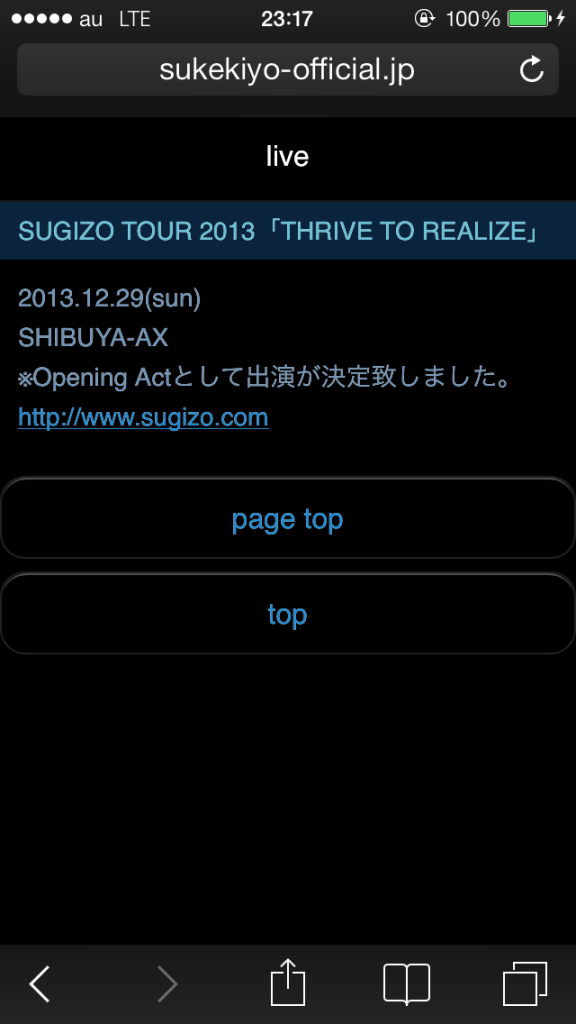 au LTE 23:17 100%
sukekiyo-official.jp
live
SUGIZO TOUR 2013「THRIVE TO REALIZE」
2013.12.29(sun)
SHIBUYA-AX
※Opening Actとして出演が決定致しました。
http://www.sugizo.com
page top
top